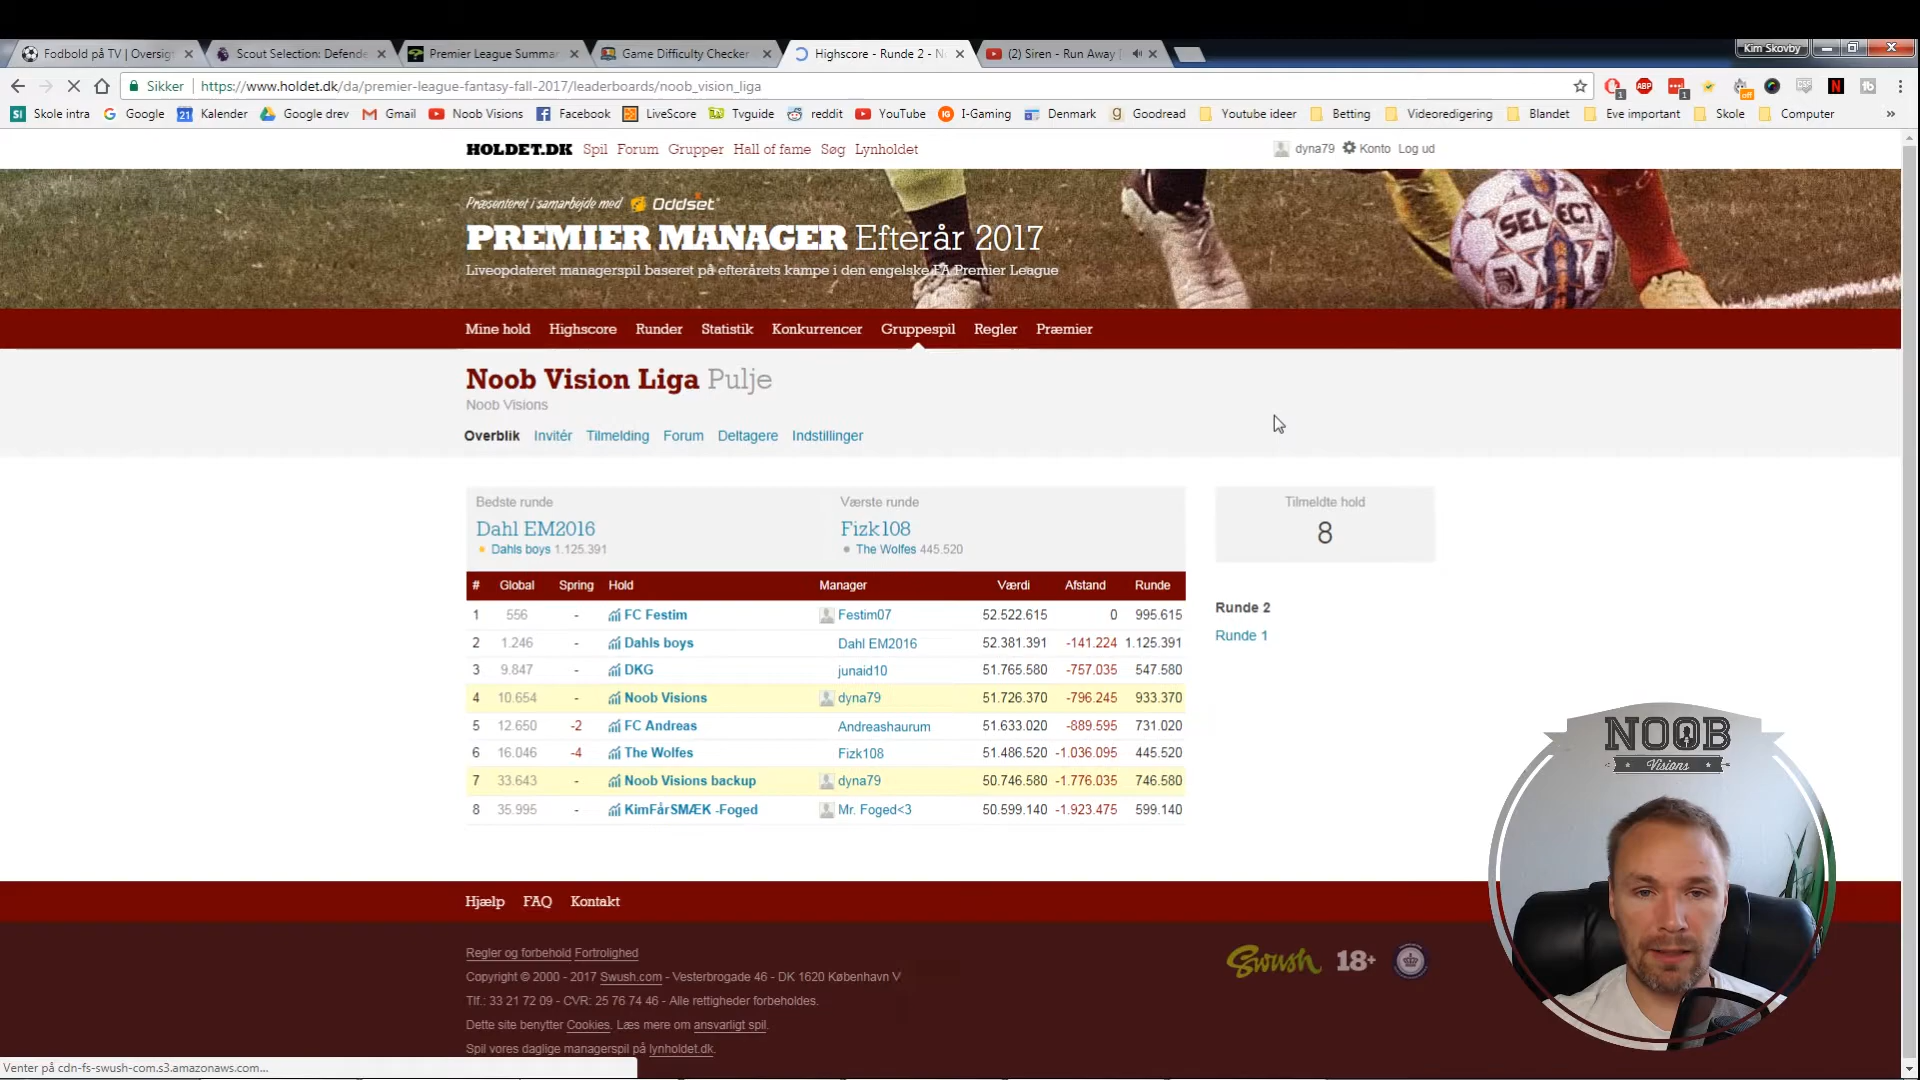 Fodbold på TV | Oversig
Scout Selection: Defende
Premier League Summar
Game Difficulty Checker
Highscore - Runde 2 - N
(2) Siren - Run Away [
Kim Skovby
Sikker
https://www.holdet.dk/da/premier-league-fantasy-fall-2017/leaderboards/noob_vision_liga
Skole intra
Google
Kalender
Google drev
Gmail
Noob Visions
Facebook
LiveScore
Tvguide
reddit
YouTube
I-Gaming
Denmark
Goodread
Youtube ideer
Betting
Videoredigering
Blandet
Eve important
Skole
Computer
»
HOLDET.DK Spil Forum Grupper Hall of fame Søg Lynholdet
dyna79 Konto Log ud
Præsenteret i samarbejde med Oddset
PREMIER MANAGER Efterår 2017
Liveopdateret managerspil baseret på efterårets kampe i den engelske FA Premier League
SELECT
Mine hold Highscore Runder Statistik Konkurrencer Gruppespil Regler Præmier
Noob Vision Liga Pulje
Noob Visions
Overblik Invitér Tilmelding Forum Deltagere Indstillinger
Bedste runde
Dahl EM2016
Dahls boys 1.125.391
Værste runde
Fizk108
The Wolfes 445.520
Tilmeldte hold
8
# Global Spring Hold Manager Værdi Afstand Runde
1 556 - FC Festim Festim07 52.522.615 0 995.615
2 1.246 - Dahls boys Dahl EM2016 52.381.391 -141.224 1.125.391
3 9.847 - DKG junaid10 51.765.580 -757.035 547.580
4 10.654 - Noob Visions dyna79 51.726.370 -796.245 933.370
5 12.650 -2 FC Andreas Andreashaurum 51.633.020 -889.595 731.020
6 16.046 -4 The Wolfes Fizk108 51.486.520 -1.036.095 445.520
7 33.643 - Noob Visions backup dyna79 50.746.580 -1.776.035 746.580
8 35.995 - KimFårSMÆK -Foged Mr. Foged<3 50.599.140 -1.923.475 599.140
Runde 2
Runde 1
NOOB
Visions
Hjælp FAQ Kontakt
Regler og forbehold Fortrolighed
Copyright © 2000 - 2017 Swush.com - Vesterbrogade 46 - DK 1620 København V
Tlf.: 33 21 72 09 - CVR: 25 76 74 46 - Alle rettigheder forbeholdes.
Dette site benytter Cookies. Læs mere om ansvarligt spil.
Spil vores daglige managerspil på lynholdet.dk.
Swush 18+
Venter på cdn-fs-swush-com.s3.amazonaws.com...